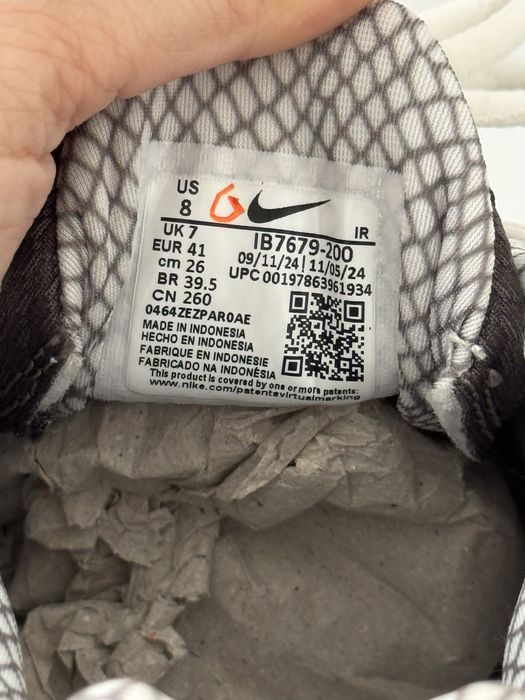 US
8 G
UK 7 IR
EUR 41 IB7679-200
cm 26 09/11/24 | 11/05/24
BR 39.5 UPC 00197863961934
CN 260
0464ZEZPAR0AE
MADE IN INDONESIA
HECHO EN INDONESIA
FABRIQUE EN INDONESIE
FABRICADO NA INDONÉSIA
This product is covered by one or more patents:
www.nike.com/patentsvirtualmarking